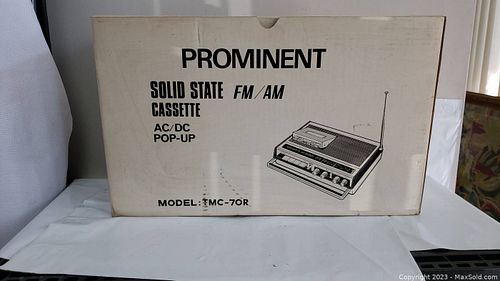 PROMINENT
SOLID STATE FM/AM
CASSETTE
AC/DC
POP-UP
MODEL: TMC-70R
Copyright 2023 - MaxSold.com